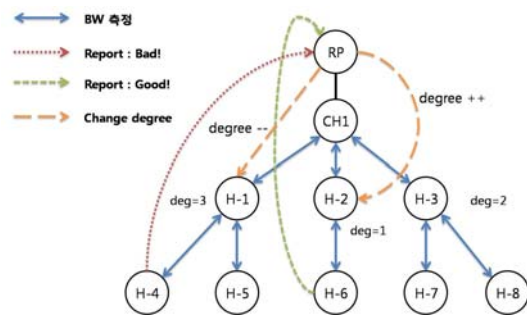 BW 측정
Report : Bad!
Report : Good!
Change degree
RP
degree --
degree ++
CH1
H-1
H-2
H-3
deg=3
deg=1
deg=2
H-4
H-5
H-6
H-7
H-8